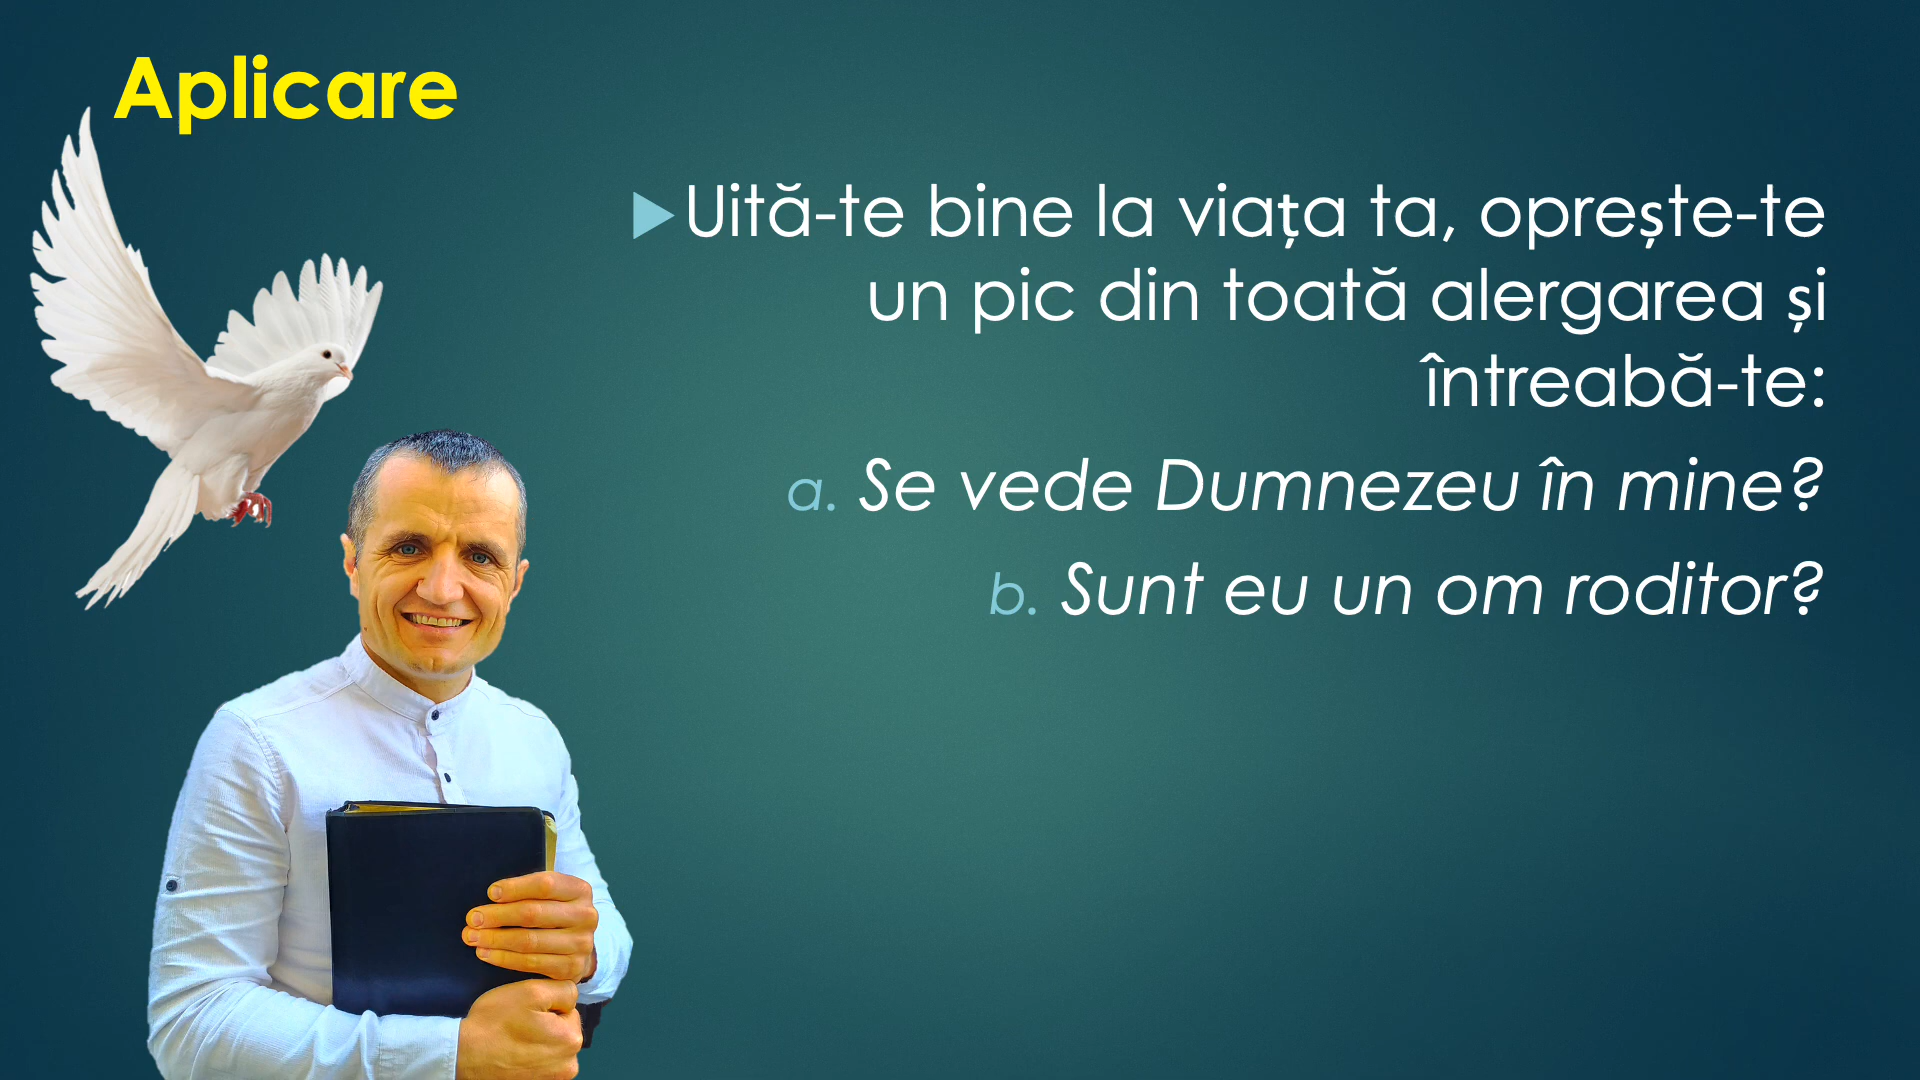 Aplicare
Uită-te bine la viața ta, oprește-te
un pic din toată alergarea și
întreabă-te:
a. Se vede Dumnezeu în mine?
b. Sunt eu un om roditor?